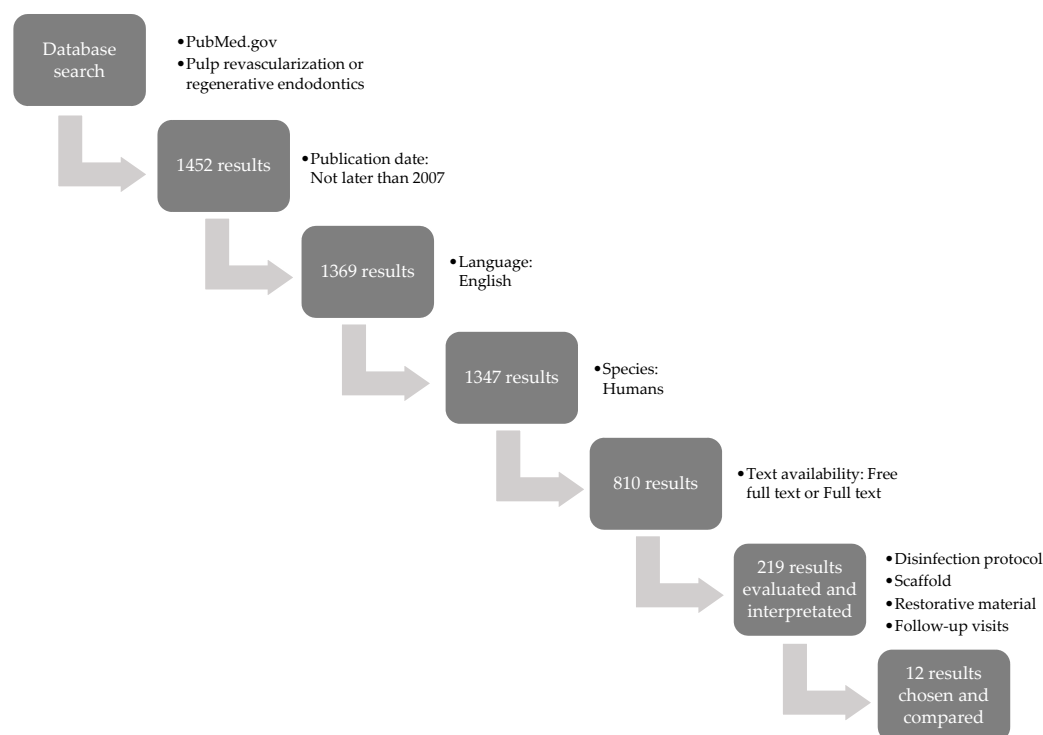 Database
search
•PubMed.gov
•Pulp revascularization or
regenerative endodontics
1452 results
•Publication date:
Not later than 2007
1369 results
•Language:
English
1347 results
•Species:
Humans
810 results
•Text availability: Free
full text or Full text
219 results
evaluated and
interpretated
•Disinfection protocol
•Scaffold
•Restorative material
•Follow-up visits
12 results
chosen and
compared